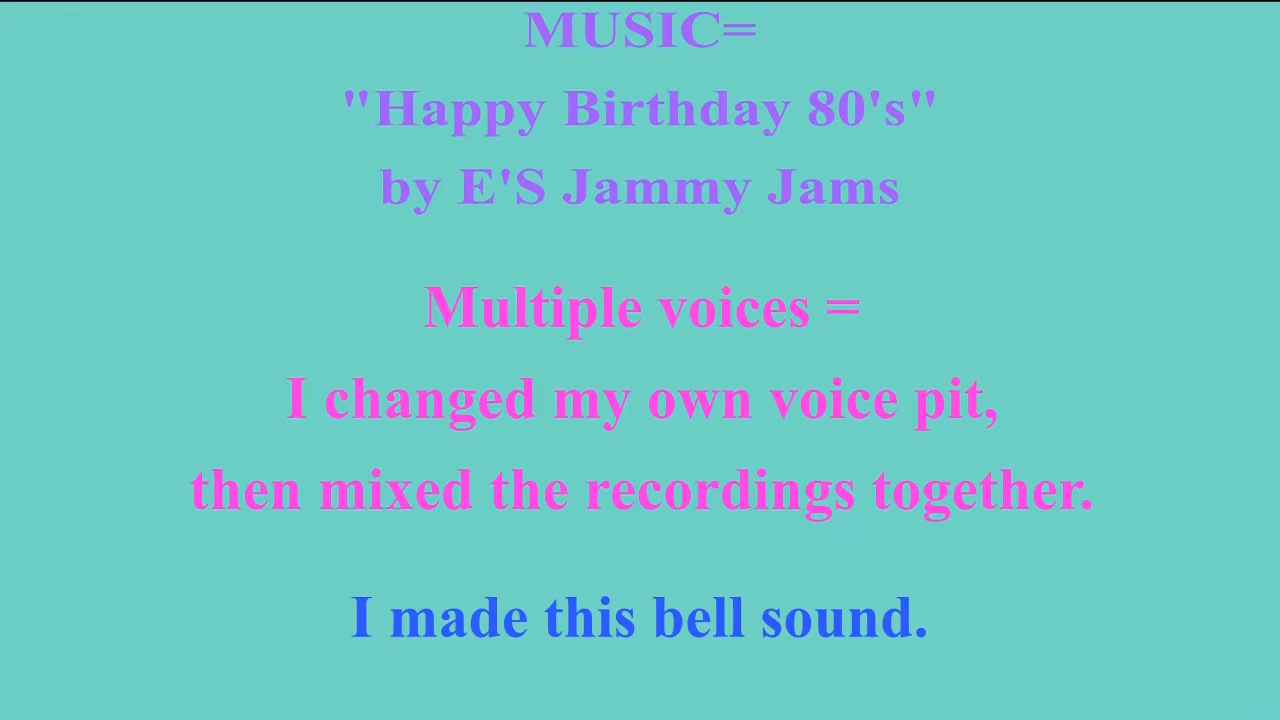 MUSIC=
"Happy Birthday 80's"
by E'S Jammy Jams
Multiple voices =
I changed my own voice pit,
then mixed the recordings together.
I made this bell sound.